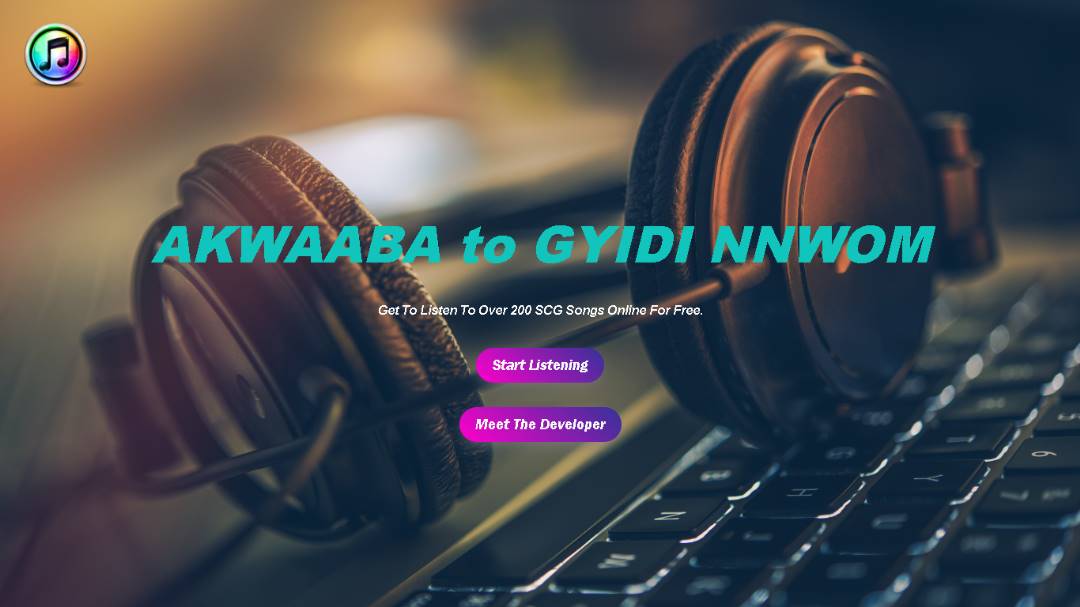 AKWAABA to GYIDI NNWOM
Get To Listen To Over 200 SCG Songs Online For Free.
Start Listening
Meet The Developer